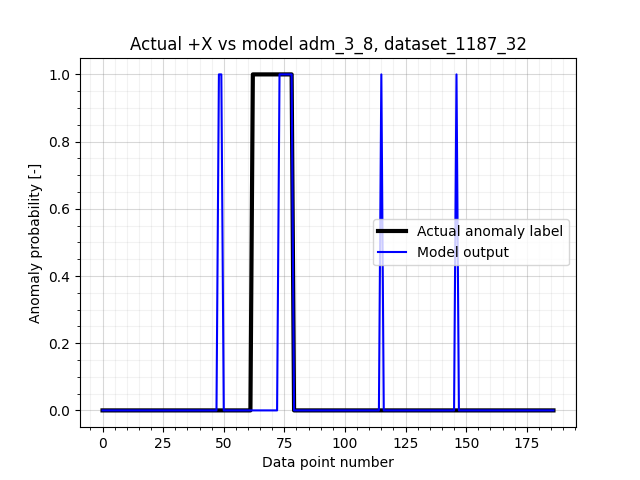 Actual +X vs model adm_3_8, dataset_1187_32
Anomaly probability [-]
1.0
0.8
0.6
0.4
0.2
0.0
Actual anomaly label
Model output
0 25 50 75 100 125 150 175
Data point number